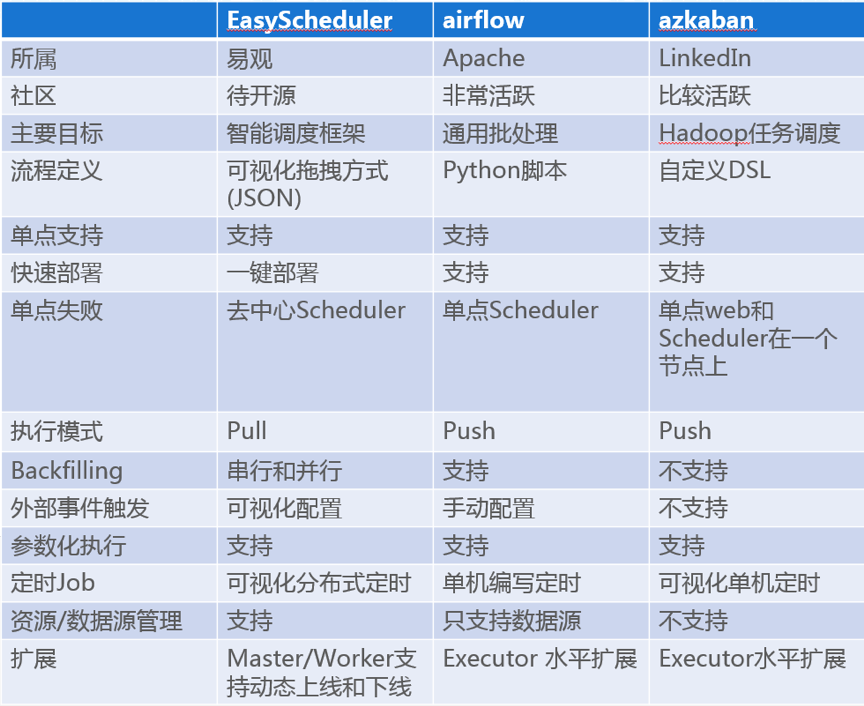 EasyScheduler airflow azkaban
所属 易观 Apache LinkedIn
社区 待开源 非常活跃 比较活跃
主要目标 智能调度框架 通用批处理 Hadoop任务调度
流程定义 可视化拖拽方式 Python脚本 自定义DSL
(JSON)
单点支持 支持 支持 支持
快速部署 一键部署 支持 支持
单点失败 去中心Scheduler 单点Scheduler 单点web和
Scheduler在一个
节点上
执行模式 Pull Push Push
Backfilling 串行和并行 支持 不支持
外部事件触发 可视化配置 手动配置 不支持
参数化执行 支持 支持 支持
定时Job 可视化分布式定时 单机编写定时 可视化单机定时
资源/数据源管理 支持 只支持数据源 不支持
扩展 Master/Worker支 Executor 水平扩展 Executor水平扩展
持动态上线和下线